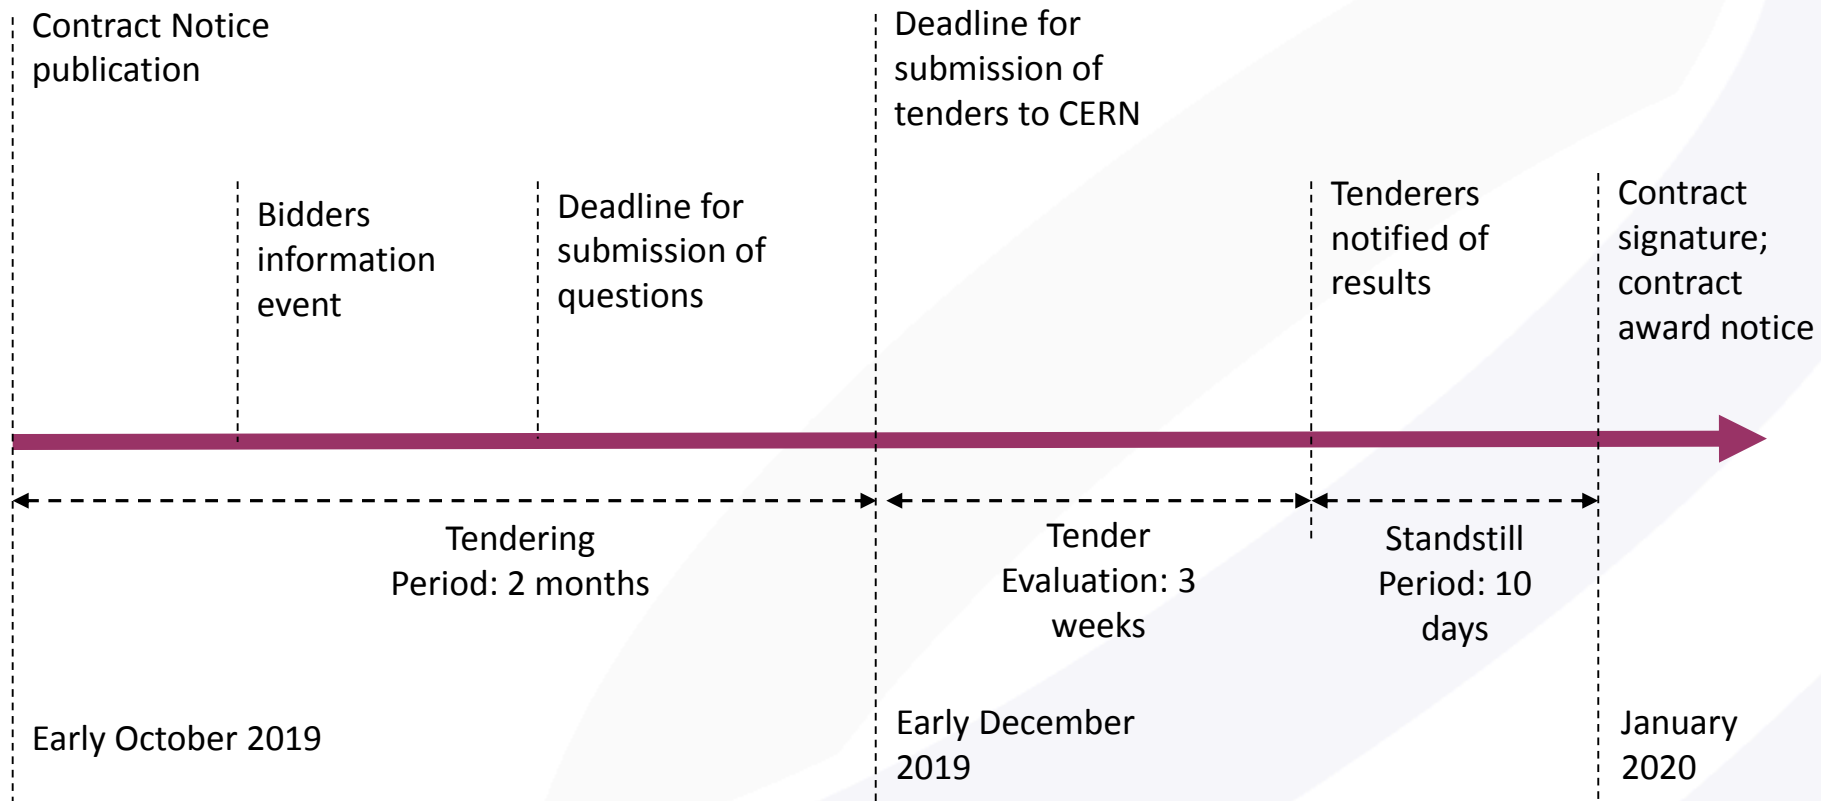 Contract Notice
publication
Deadline for
submission of
tenders to CERN
Bidders
information
event
Deadline for
submission of
questions
Tenderers
notified of
results
Contract
signature;
contract
award notice
Tendering
Period: 2 months
Tender
Evaluation: 3
weeks
Standstill
Period: 10
days
Early October 2019
Early December
2019
January
2020